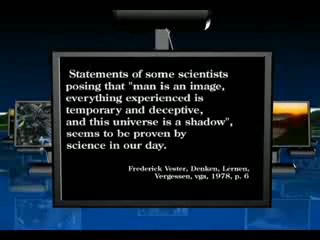 Statements of some scientists
posing that "man is an image,
everything experienced is
temporary and deceptive,
and this universe is a shadow",
seems to be proven by
science in our day.
Frederick Vester, Denken, Lernen,
Vergessen, vga, 1978, p. 6